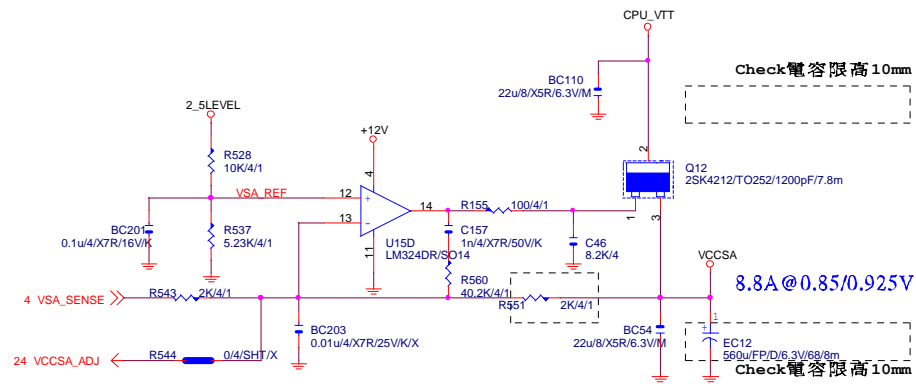 CPU_VTT
Check電容限高10mm
BC110
22u/8/X5R/6.3V/M
2_5LEVEL
+12V
R528
10K/4/1
2
Q12
2SK4212/TO252/1200pF/7.8m
4
VSA_REF
12
13
14
R155
100/4/1
1
3
BC201
0.1u/4/X7R/16V/K
R537
5.23K/4/1
11
U15D
LM324DR/SO14
C157
1n/4/X7R/50V/K
C46
8.2K/4
VCCSA
R560
40.2K/4/1
8.8A@0.85/0.925V
4 VSA_SENSE
R543
2K/4/1
R551
2K/4/1
1
BC203
0.01u/4/X7R/25V/K/X
BC54
22u/8/X5R/6.3V/M
EC12
560u/FP/D/6.3V/68/8m
24 VCCSA_ADJ
R544
0/4/SHT/X
Check電容限高10mm